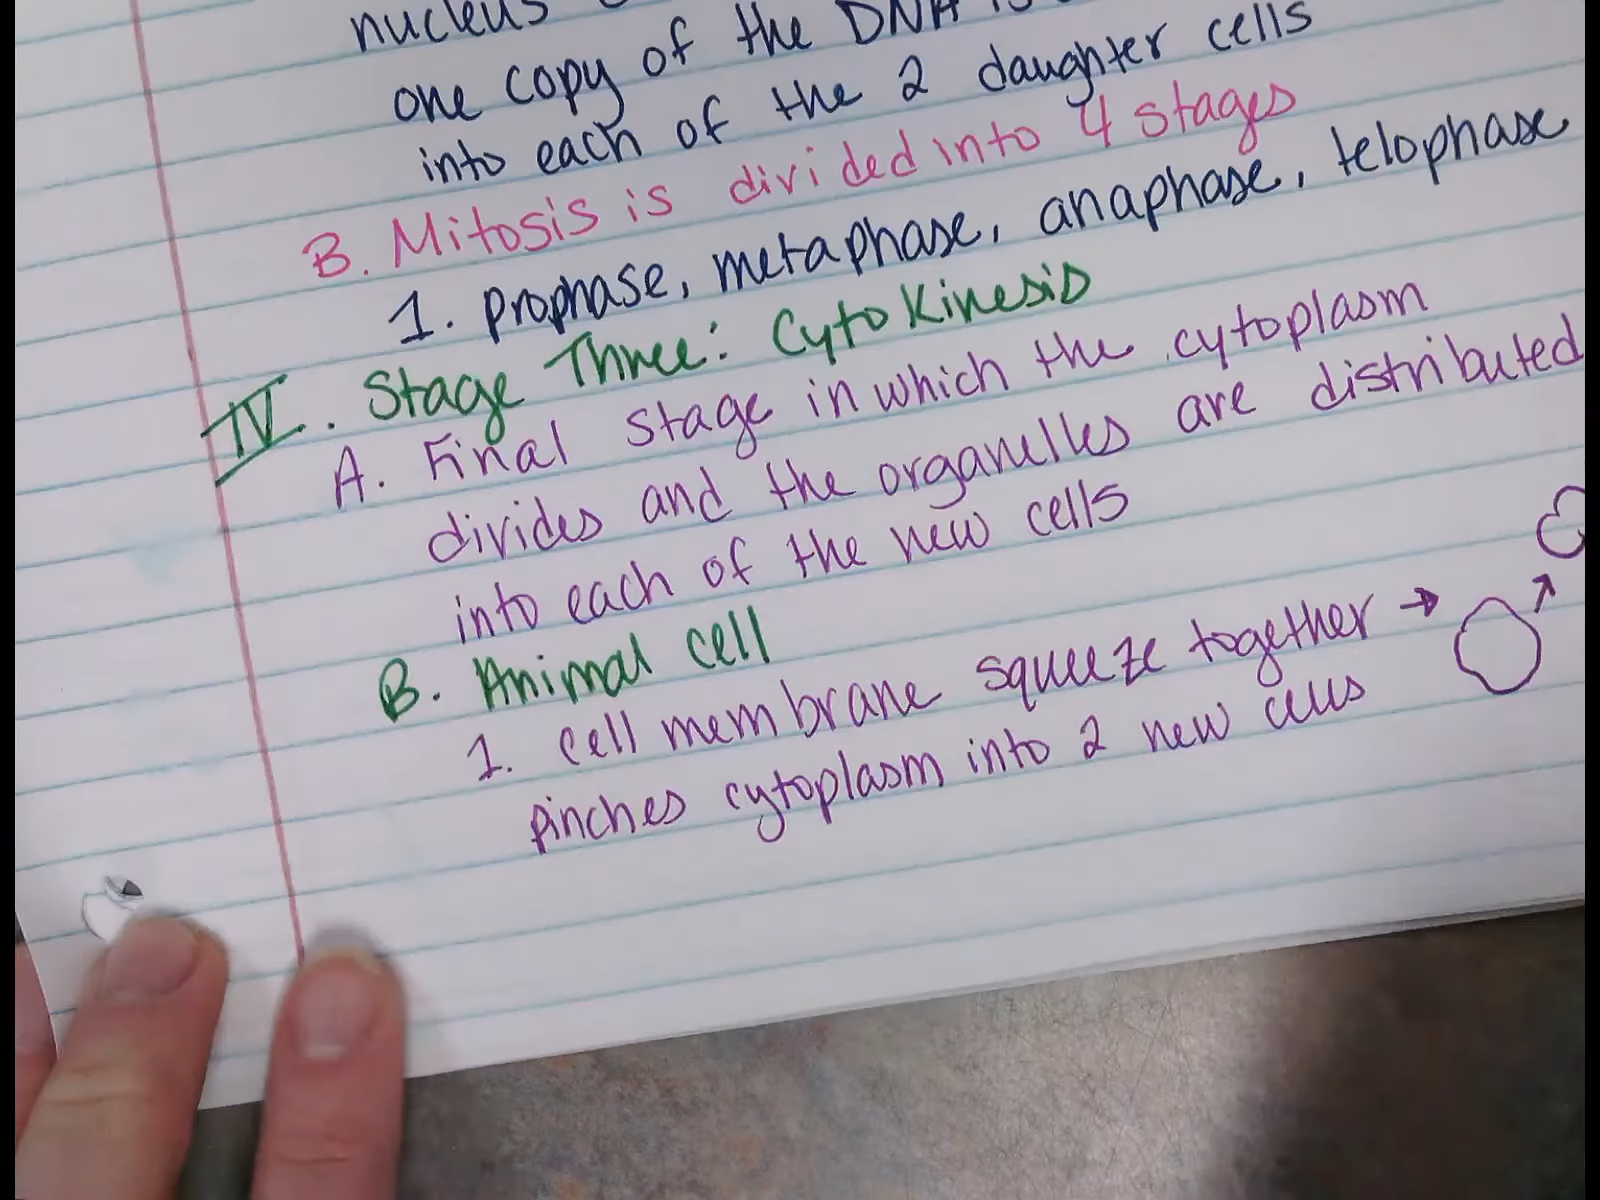 nucleus
one copy of the DNA is
into each of the 2 daughter cells
B. Mitosis is divided into 4 stages
1. prophase, metaphase, anaphase, telophase
IV. Stage Three: Cytokinesis
A. Final stage in which the cytoplasm
divides and the organelles are distributed
into each of the new cells
B. Animal cell
1. cell membrane squeeze together →
pinches cytoplasm into 2 new cells